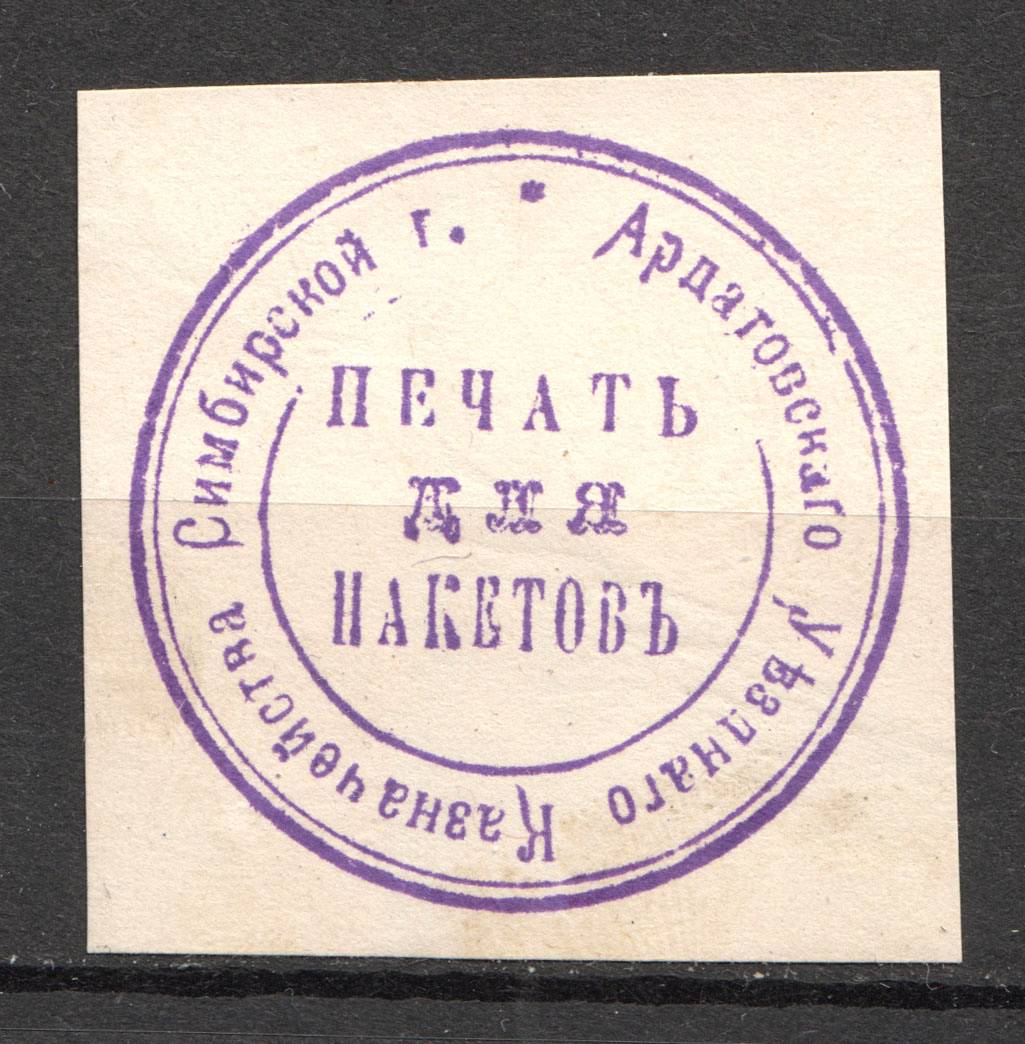 * Ардатовскаго Уѣзднаго Казначейства Симбирской г.
ПЕЧАТЬ
ДЛЯ
ПАКЕТОВЪ